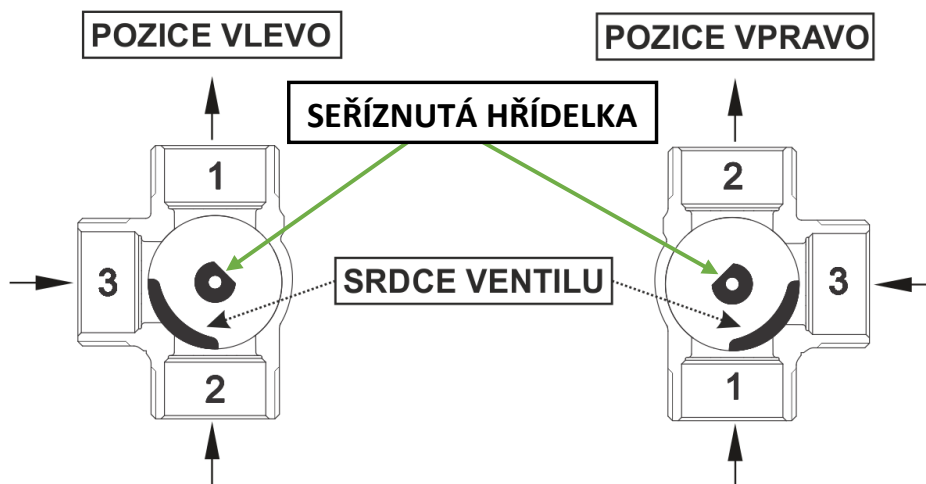 POZICE VLEVO
POZICE VPRAVO
SEŘÍZNUTÁ HŘÍDELKA
1
2
3
SRDCE VENTILU
3
2
1